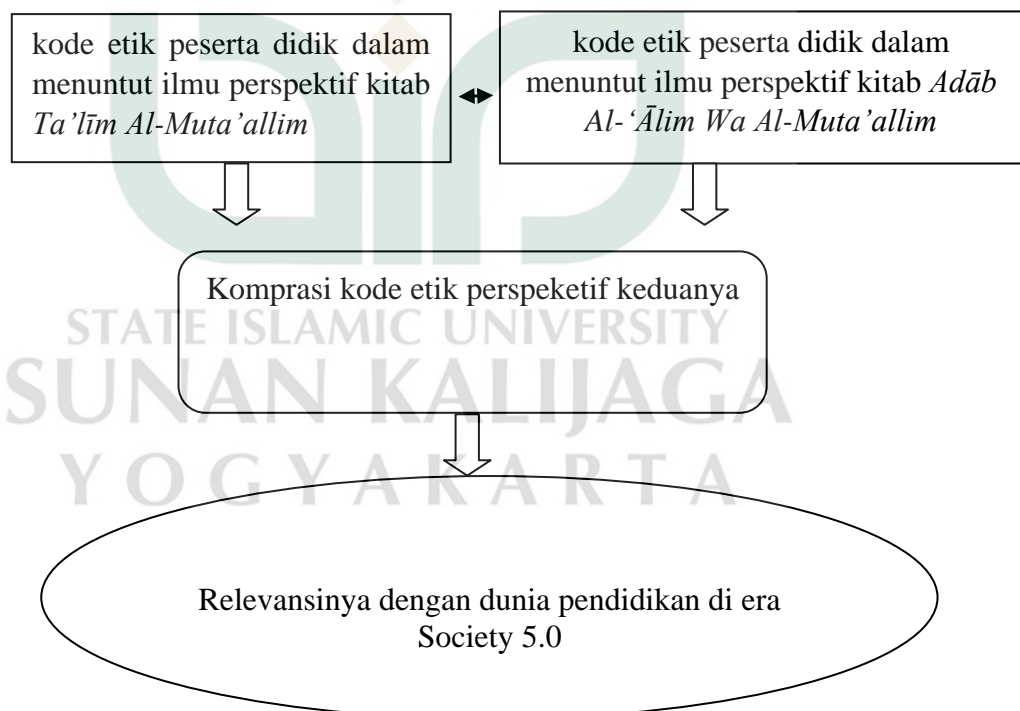 kode etik peserta didik dalam
menuntut ilmu perspektif kitab
Ta’līm Al-Muta’allim
kode etik peserta didik dalam
menuntut ilmu perspektif kitab Adāb
Al-‘Ālim Wa Al-Muta’allim
Komprasi kode etik perspeketif keduanya
STATE ISLAMIC UNIVERSITY
SUNAN KALIJAGA
YOGYAKARTA
Relevansinya dengan dunia pendidikan di era
Society 5.0